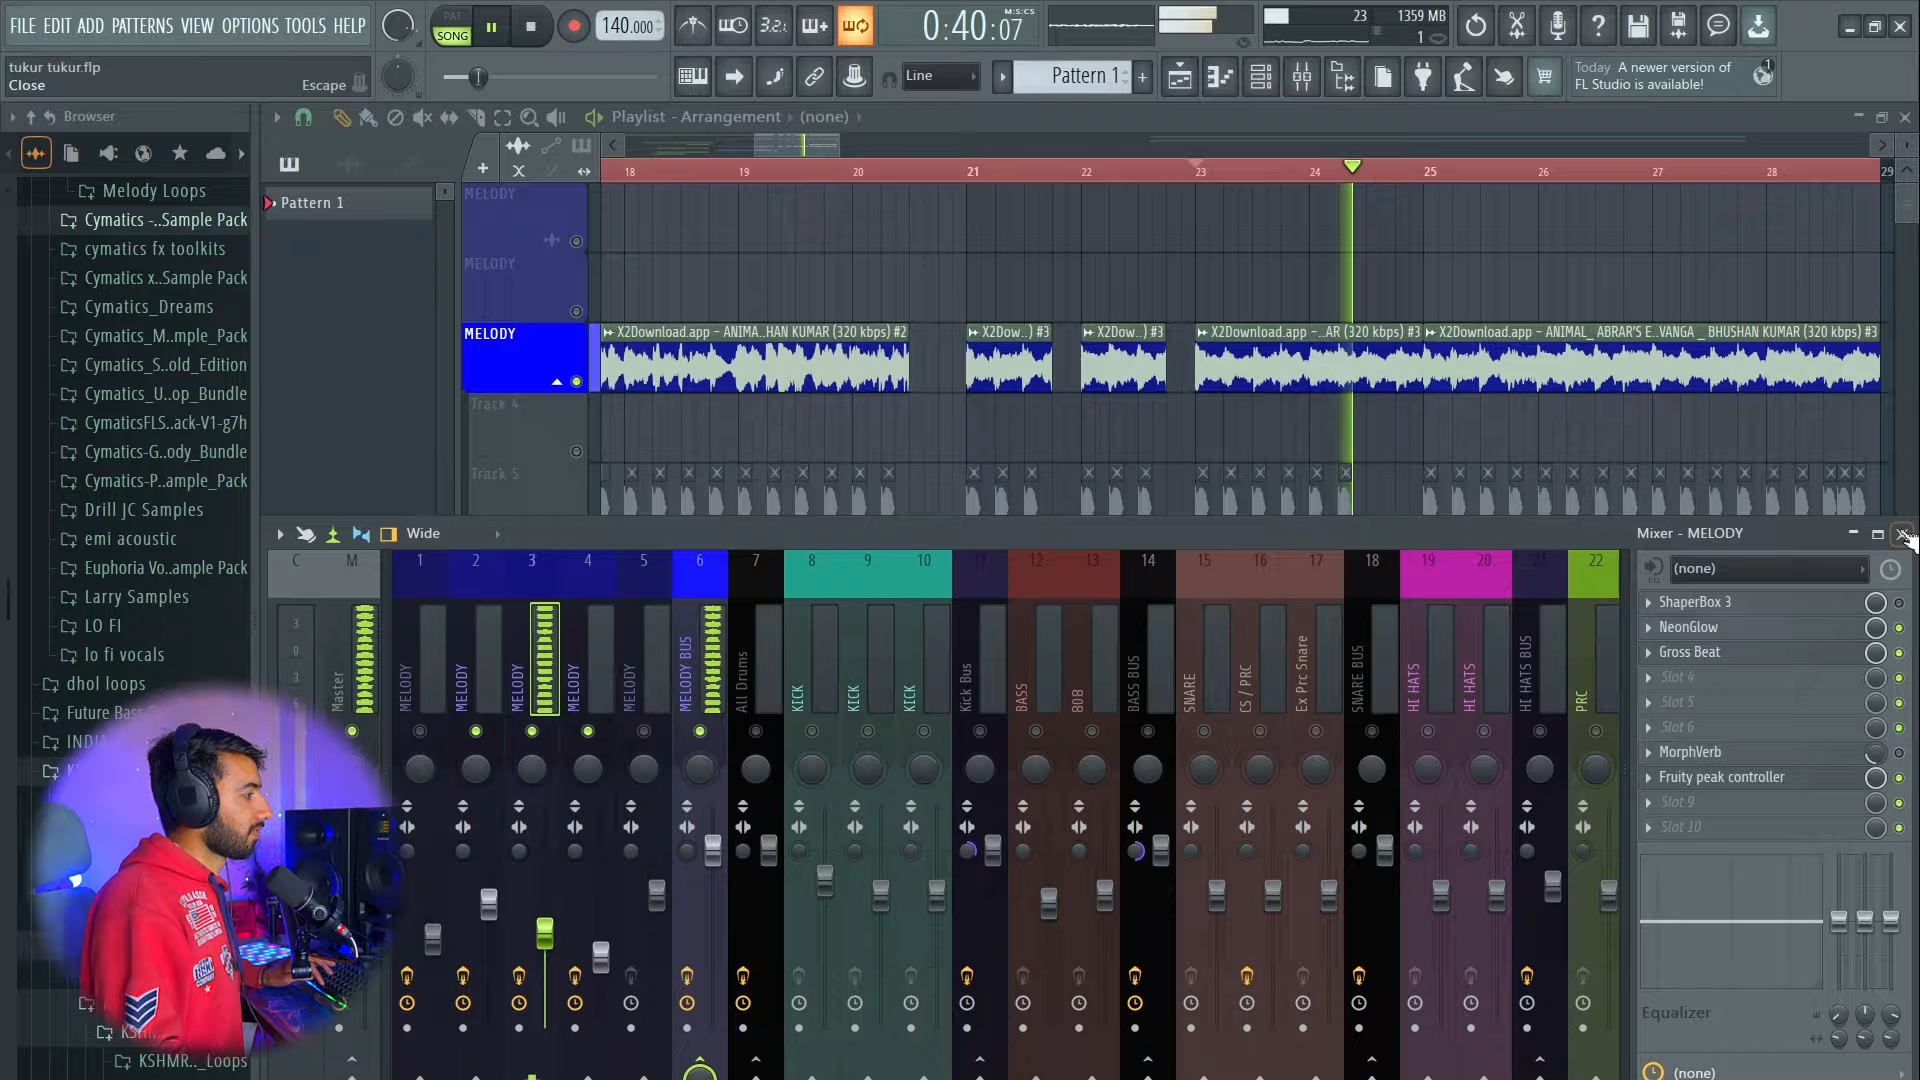 FILE EDIT ADD PATTERNS VIEW OPTIONS TOOLS HELP
PAT
SONG
140.000
3.2.
0:40:07
M:S:CS
23
1359 MB
1
tukur tukur.flp
Close
Escape
Line
Pattern 1
Today A newer version of
FL Studio is available!
1
Browser
Playlist - Arrangement › (none)
Melody Loops
Cymatics -..Sample Pack
cymatics fx toolkits
Cymatics x..Sample Pack
Cymatics_Dreams
Cymatics_M..mple_Pack
Cymatics_S..old_Edition
Cymatics_U..op_Bundle
CymaticsFLS..ack-V1-g7h
Cymatics-G..ody_Bundle
Cymatics-P..ample_Pack
Drill JC Samples
emi acoustic
Euphoria Vo..ample Pack
Larry Samples
LO FI
lo fi vocals
dhol loops
Future Bas
KSHMR.._Loops
Pattern 1
18 19 20 21 22 23 24 25 26 27 28 29
MELODY
MELODY
MELODY
X2Download.app - ANIMA..HAN KUMAR (320 kbps) #2
X2Dow..) #3
X2Dow..) #3
X2Download.app -..AR (320 kbps) #3
X2Download.app - ANIMAL_ ABRAR'S E..VANGA__ BHUSHAN KUMAR (320 kbps) #3
Track 4
Track 5
Wide
Mixer - MELODY
C M 1 2 3 4 5 6 7 8 9 10 11 12 13 14 15 16 17 18 19 20 21 22
3
0
3
Master
MELODY
MELODY
MELODY
MELODY
MELODY
MELODY BUS
All Drums
KICK
KICK
KICK
Kick Bus
BASS
808
BASS BUS
SNARE
CS / PRC
Ex Prc Snare
SNARE BUS
HI HATS
HI HATS
HI HATS BUS
PRC
(none)
ShaperBox 3
NeonGlow
Gross Beat
Slot 4
Slot 5
Slot 6
MorphVerb
Fruity peak controller
Slot 9
Slot 10
Equalizer
(none)